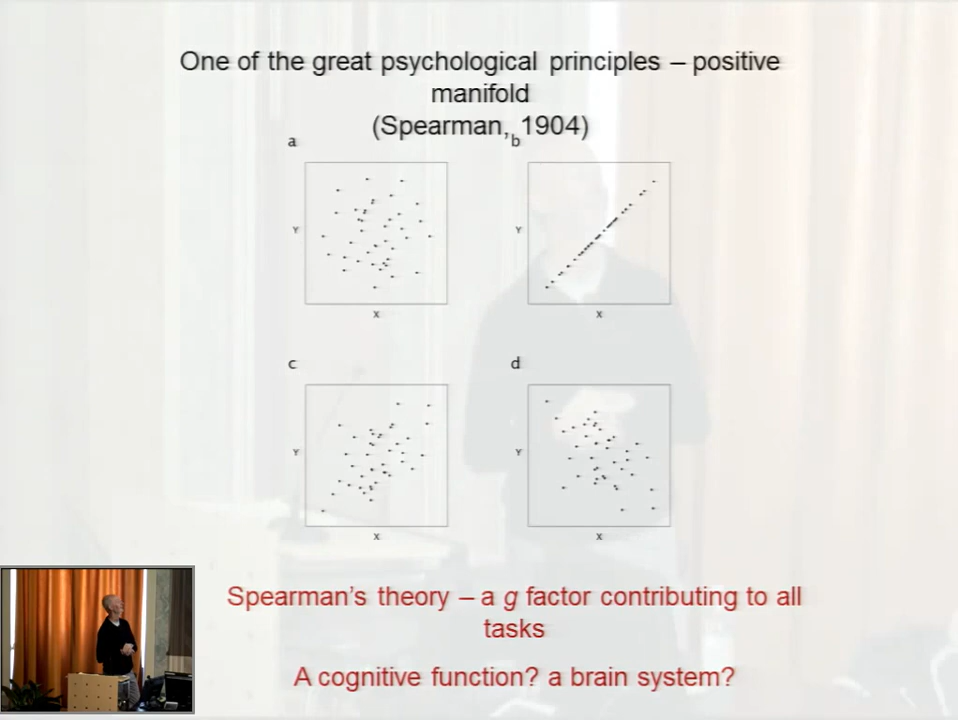 One of the great psychological principles – positive
manifold
(Spearman, 1904)
a
b
Y
X
Y
X
c
d
Y
X
Y
X
Spearman’s theory – a g factor contributing to all
tasks
A cognitive function? a brain system?